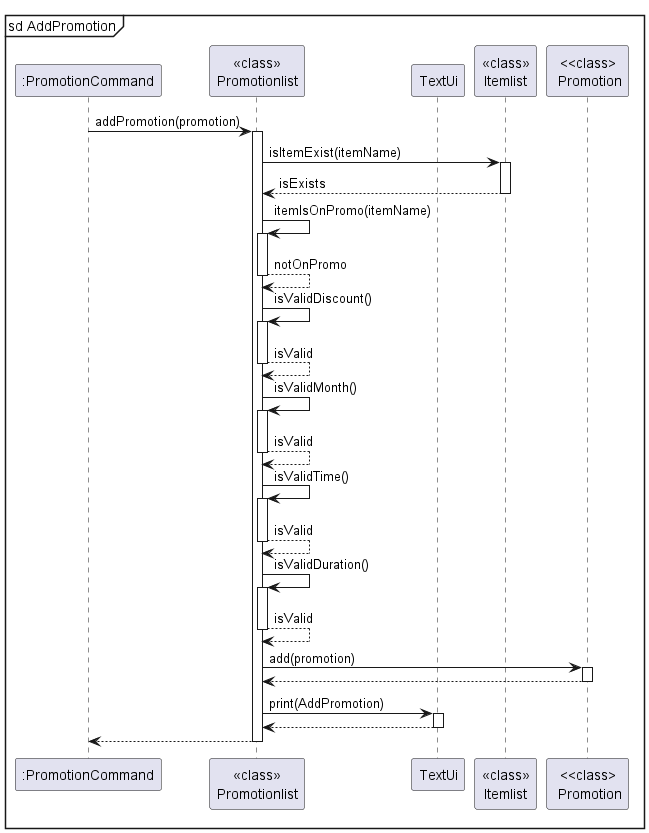 sd AddPromotion
:PromotionCommand
«class»
Promotionlist
TextUi
«class»
Itemlist
<<class>
Promotion
addPromotion(promotion)
isItemExist(itemName)
isExists
itemIsOnPromo(itemName)
notOnPromo
isValidDiscount()
isValid
isValidMonth()
isValid
isValidTime()
isValid
isValidDuration()
isValid
add(promotion)
print(AddPromotion)
:PromotionCommand
«class»
Promotionlist
TextUi
«class»
Itemlist
<<class>
Promotion